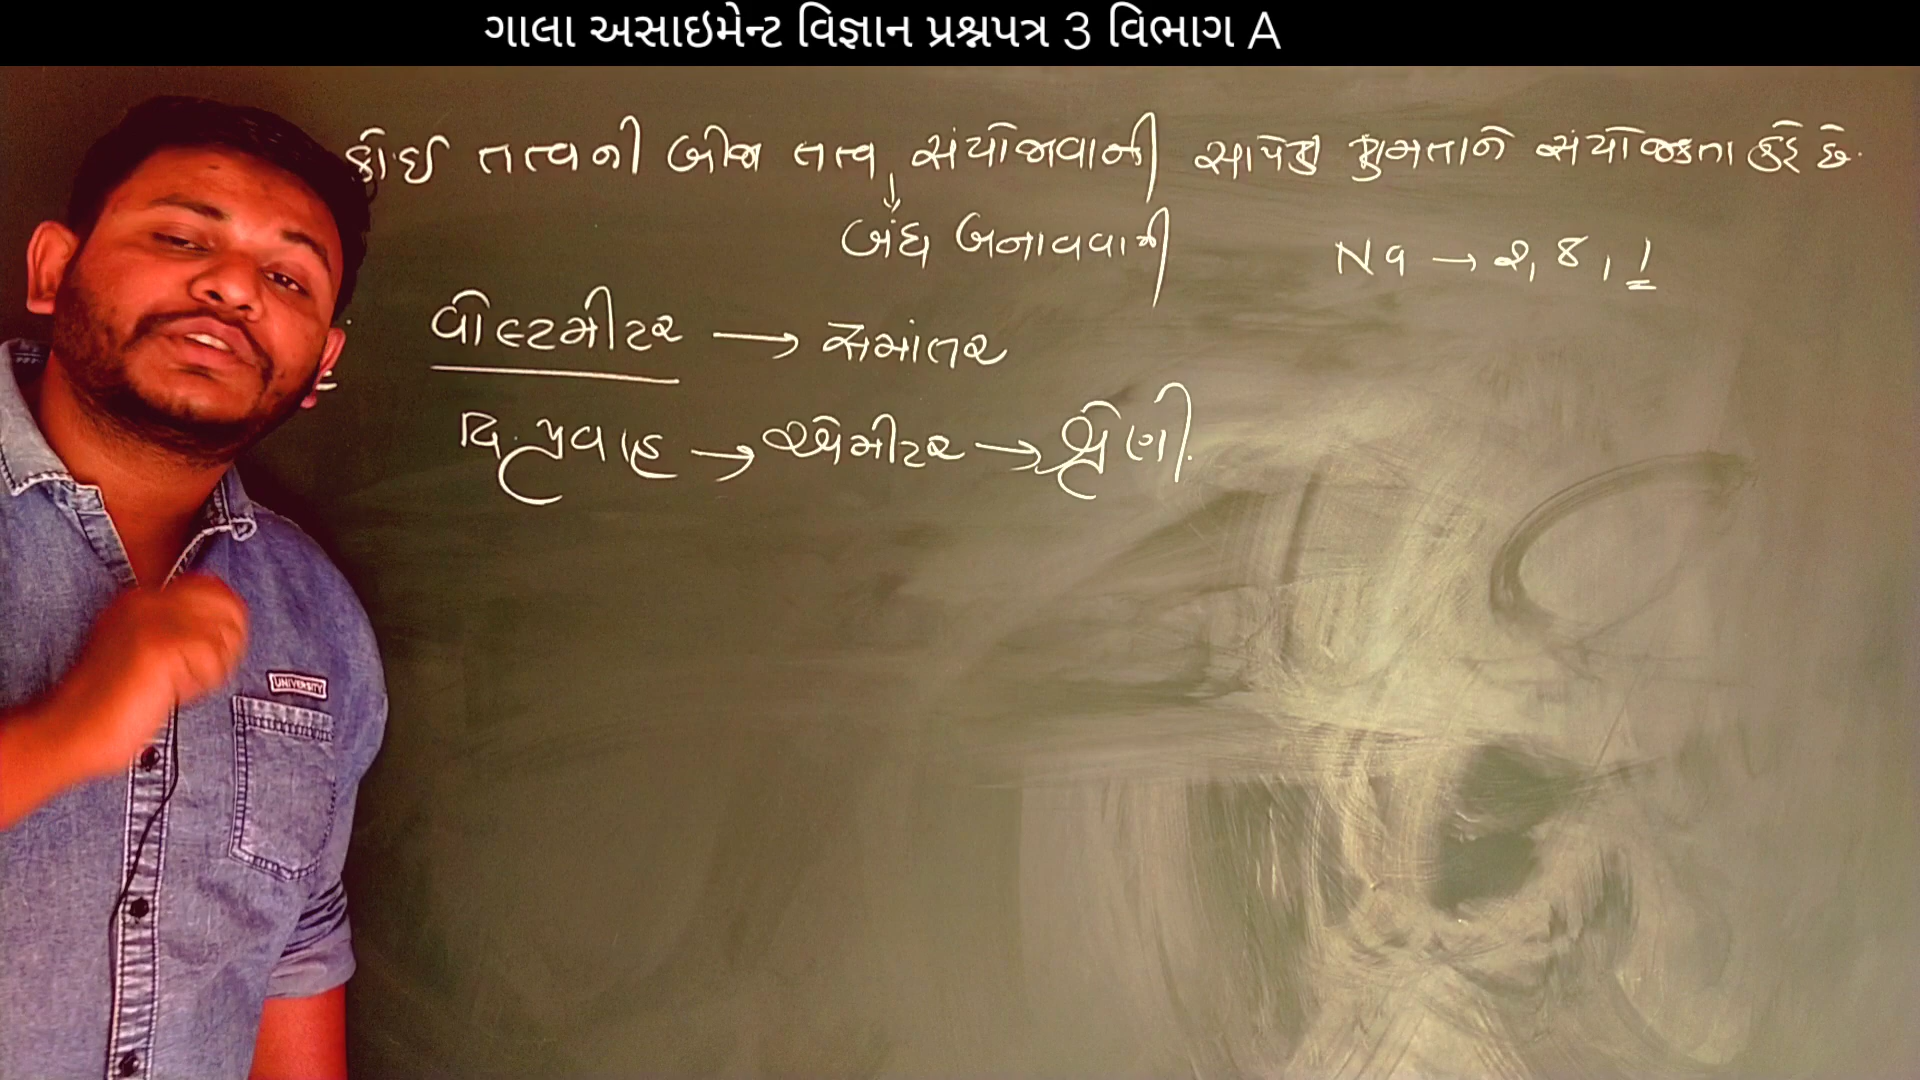 ગાલા અસાઇમેન્ટ વિજ્ઞાન પ્રશ્નપત્ર 3 વિભાગ A
કોઈ તત્વની બીજા તત્વ સંયોજાવાની સાપેક્ષ ક્ષમતાને સંયોજકતા કહે છે.
↓
બંધ બનાવવાની
Na → 2, 8, 1
વોલ્ટમીટર → સમાંતર
વિ.પ્રવાહ → એમીટર → શ્રેણી.
UNIVERSITY